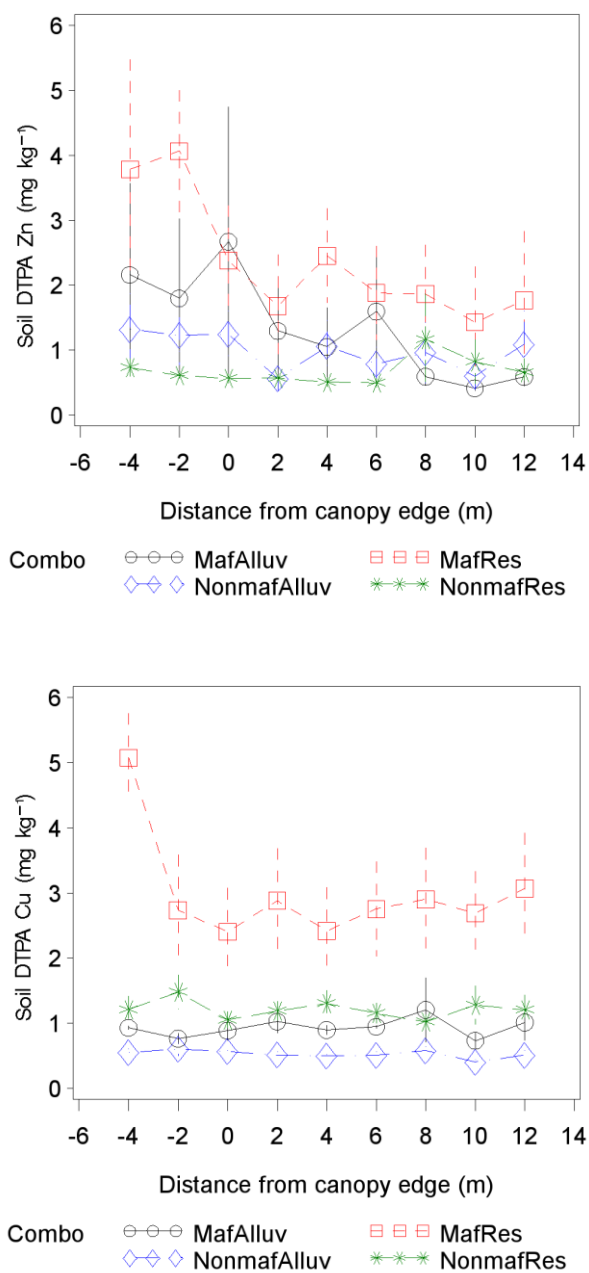 6
5
4
3
2
1
0
Soil DTPA Zn (mg kg⁻¹)
-6 -4 -2 0 2 4 6 8 10 12 14
Distance from canopy edge (m)
Combo MafAlluv MafRes
NonmafAlluv NonmafRes
6
5
4
3
2
1
0
Soil DTPA Cu (mg kg⁻¹)
-6 -4 -2 0 2 4 6 8 10 12 14
Distance from canopy edge (m)
Combo MafAlluv MafRes
NonmafAlluv NonmafRes